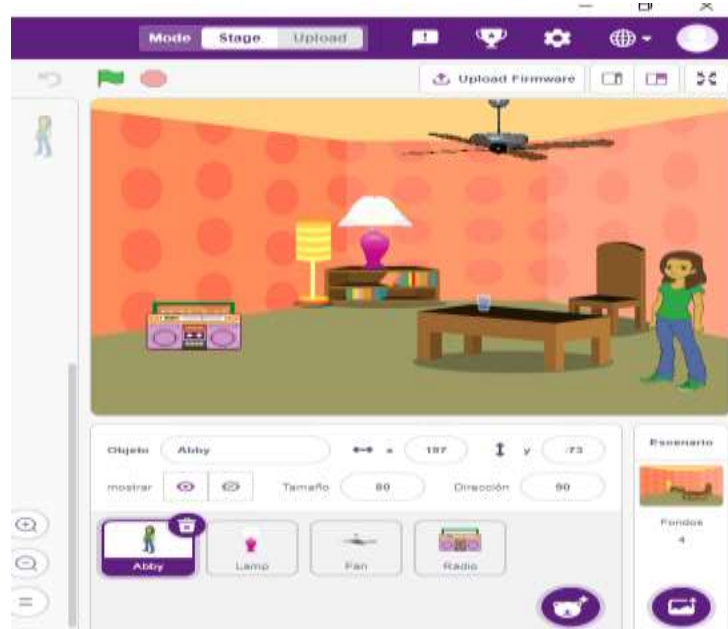 Mode Stage Upload
Upload Firmware
Objeto Abby x 197 y -73
mostrar Tamaño 80 Dirección 90
Abby Lamp Fan Radio
Escenario
Fondos
4